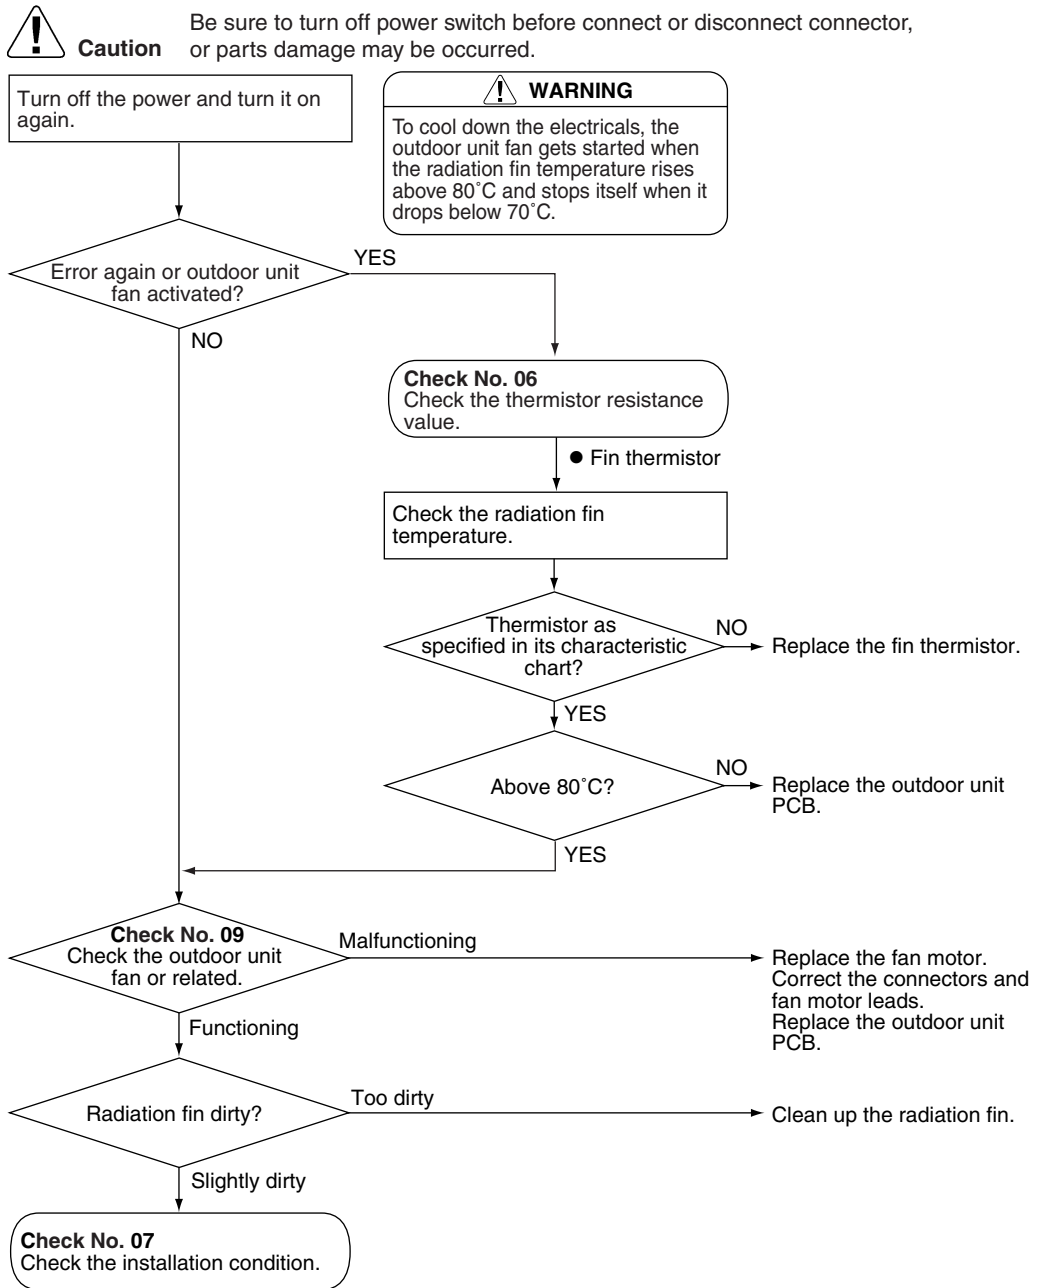 Be sure to turn off power switch before connect or disconnect connector,
Caution or parts damage may be occurred.
Turn off the power and turn it on
again.
WARNING
To cool down the electricals, the
outdoor unit fan gets started when
the radiation fin temperature rises
above 80˚C and stops itself when it
drops below 70˚C.
Error again or outdoor unit
fan activated?
YES
NO
Check No. 06
Check the thermistor resistance
value.
● Fin thermistor
Check the radiation fin
temperature.
Thermistor as
specified in its characteristic
chart?
NO
Replace the fin thermistor.
YES
Above 80˚C?
NO
Replace the outdoor unit
PCB.
YES
Check No. 09
Check the outdoor unit
fan or related.
Malfunctioning
Replace the fan motor.
Correct the connectors and
fan motor leads.
Replace the outdoor unit
PCB.
Functioning
Radiation fin dirty?
Too dirty
Clean up the radiation fin.
Slightly dirty
Check No. 07
Check the installation condition.